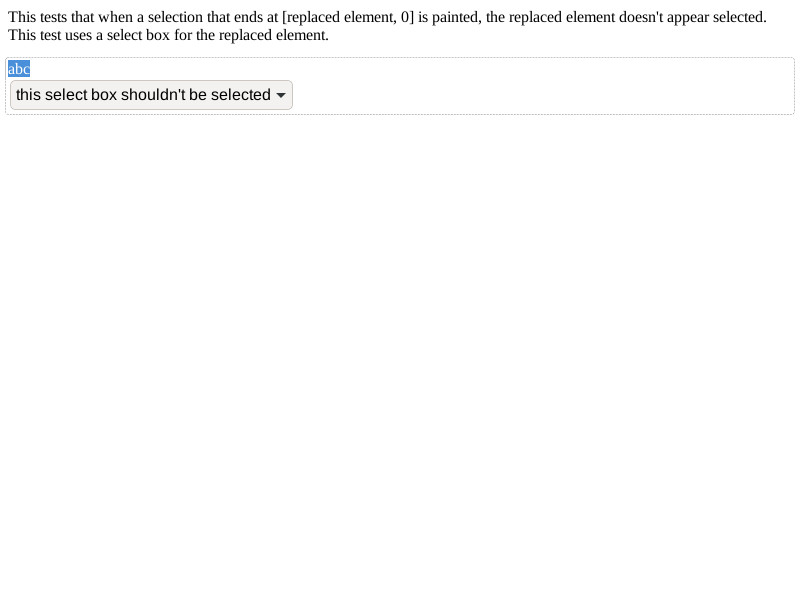 This tests that when a selection that ends at [replaced element, 0] is painted, the replaced element doesn't appear selected.
This test uses a select box for the replaced element.
abc
this select box shouldn't be selected